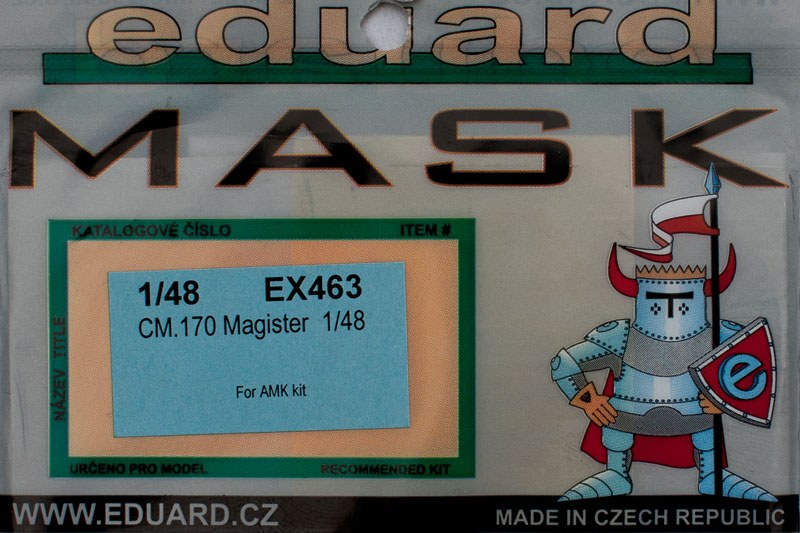 eduard
MASK
KATALOGOVÉ ČÍSLO ITEM #
1/48 EX463
CM.170 Magister 1/48
For AMK kit
NÁZEV TITLE
URČENO PRO MODEL RECOMMENDED KIT
e
WWW.EDUARD.CZ MADE IN CZECH REPUBLIC